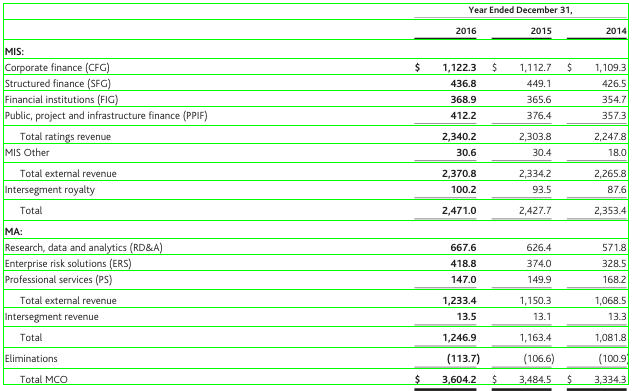 Year Ended December 31,
2016 2015 2014
MIS:
Corporate finance (CFG) $ 1,122.3 $ 1,112.7 $ 1,109.3
Structured finance (SFG) 436.8 449.1 426.5
Financial institutions (FIG) 368.9 365.6 354.7
Public, project and infrastructure finance (PPIF) 412.2 376.4 357.3
Total ratings revenue 2,340.2 2,303.8 2,247.8
MIS Other 30.6 30.4 18.0
Total external revenue 2,370.8 2,334.2 2,265.8
Intersegment royalty 100.2 93.5 87.6
Total 2,471.0 2,427.7 2,353.4
MA:
Research, data and analytics (RD&A) 667.6 626.4 571.8
Enterprise risk solutions (ERS) 418.8 374.0 328.5
Professional services (PS) 147.0 149.9 168.2
Total external revenue 1,233.4 1,150.3 1,068.5
Intersegment revenue 13.5 13.1 13.3
Total 1,246.9 1,163.4 1,081.8
Eliminations (113.7) (106.6) (100.9)
Total MCO $ 3,604.2 $ 3,484.5 $ 3,334.3